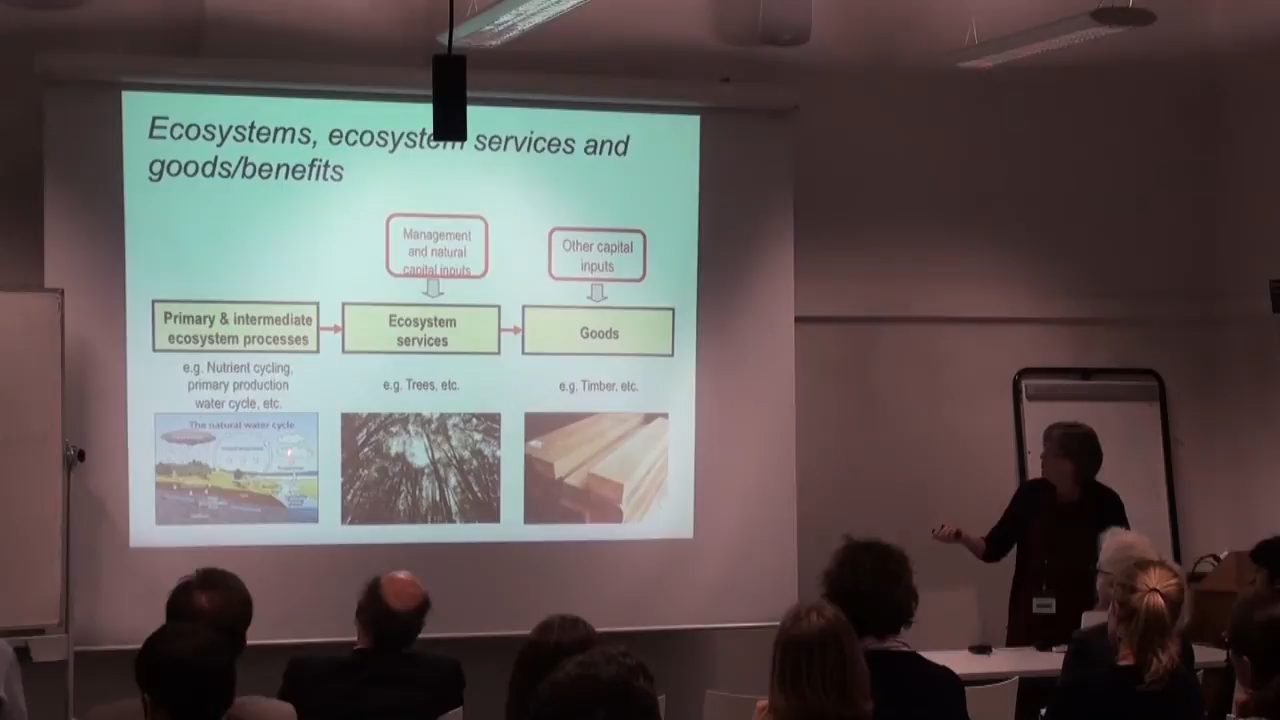 Ecosystems, ecosystem services and
goods/benefits
Management
and natural
capital inputs
Other capital
inputs
Primary & intermediate
ecosystem processes
Ecosystem
services
Goods
e.g. Nutrient cycling,
primary production
water cycle, etc.
e.g. Trees, etc.
e.g. Timber, etc.
The natural water cycle